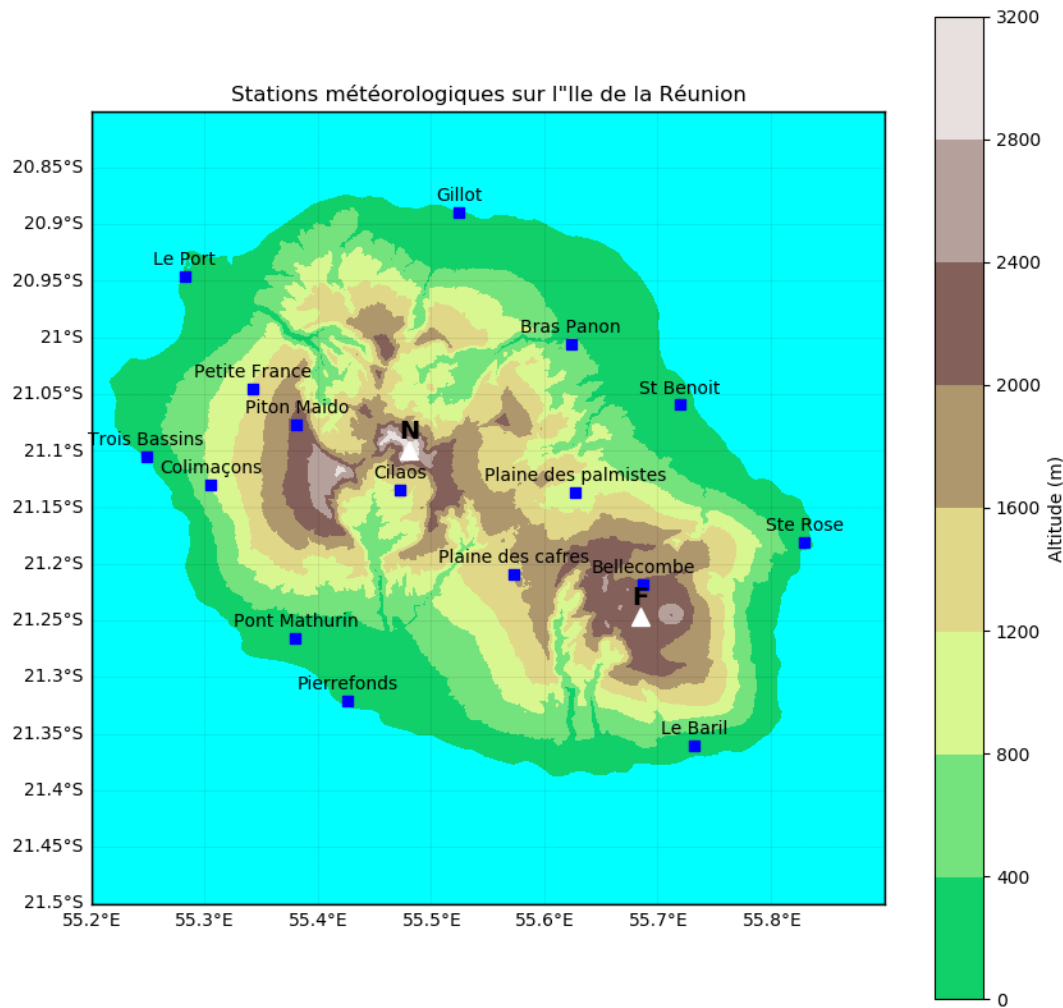 Stations météorologiques sur l"Ile de la Réunion
3200
2800
2400
2000
1600
1200
800
400
0
Altitude (m)
20.85°S
20.9°S
20.95°S
21°S
21.05°S
21.1°S
21.15°S
21.2°S
21.25°S
21.3°S
21.35°S
21.4°S
21.45°S
21.5°S
55.2°E
55.3°E
55.4°E
55.5°E
55.6°E
55.7°E
55.8°E
Gillot
Le Port
Bras Panon
Petite France
St Benoit
Piton Maido
N
Trois Bassins
Colimaçons
Cilaos
Plaine des palmistes
Ste Rose
Plaine des cafres
Bellecombe
F
Pont Mathurin
Pierrefonds
Le Baril